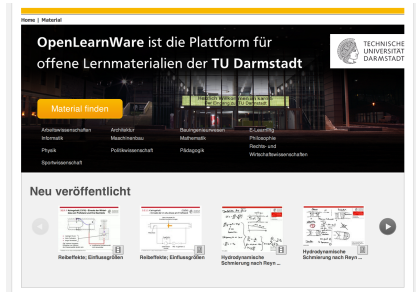 Home | Material
OpenLearnWare ist die Plattform für
offene Lernmaterialien der TU Darmstadt
TECHNISCHE
UNIVERSITÄT
DARMSTADT
Material finden
Arbeitswissenschaften
Architektur
Bauingenieurwesen
E-Learning
Informatik
Maschinenbau
Mathematik
Philosophie
Physik
Politikwissenschaft
Pädagogik
Rechts- und
Wirtschaftswissenschaften
Sportwissenschaft
Neu veröffentlicht
Reibeffekte; Einflussgrößen
Reibeffekte; Einflussgrößen
Hydrodynamische
Schmierung nach Reyn ...
Hydrodynamische
Schmierung nach Reyn ...